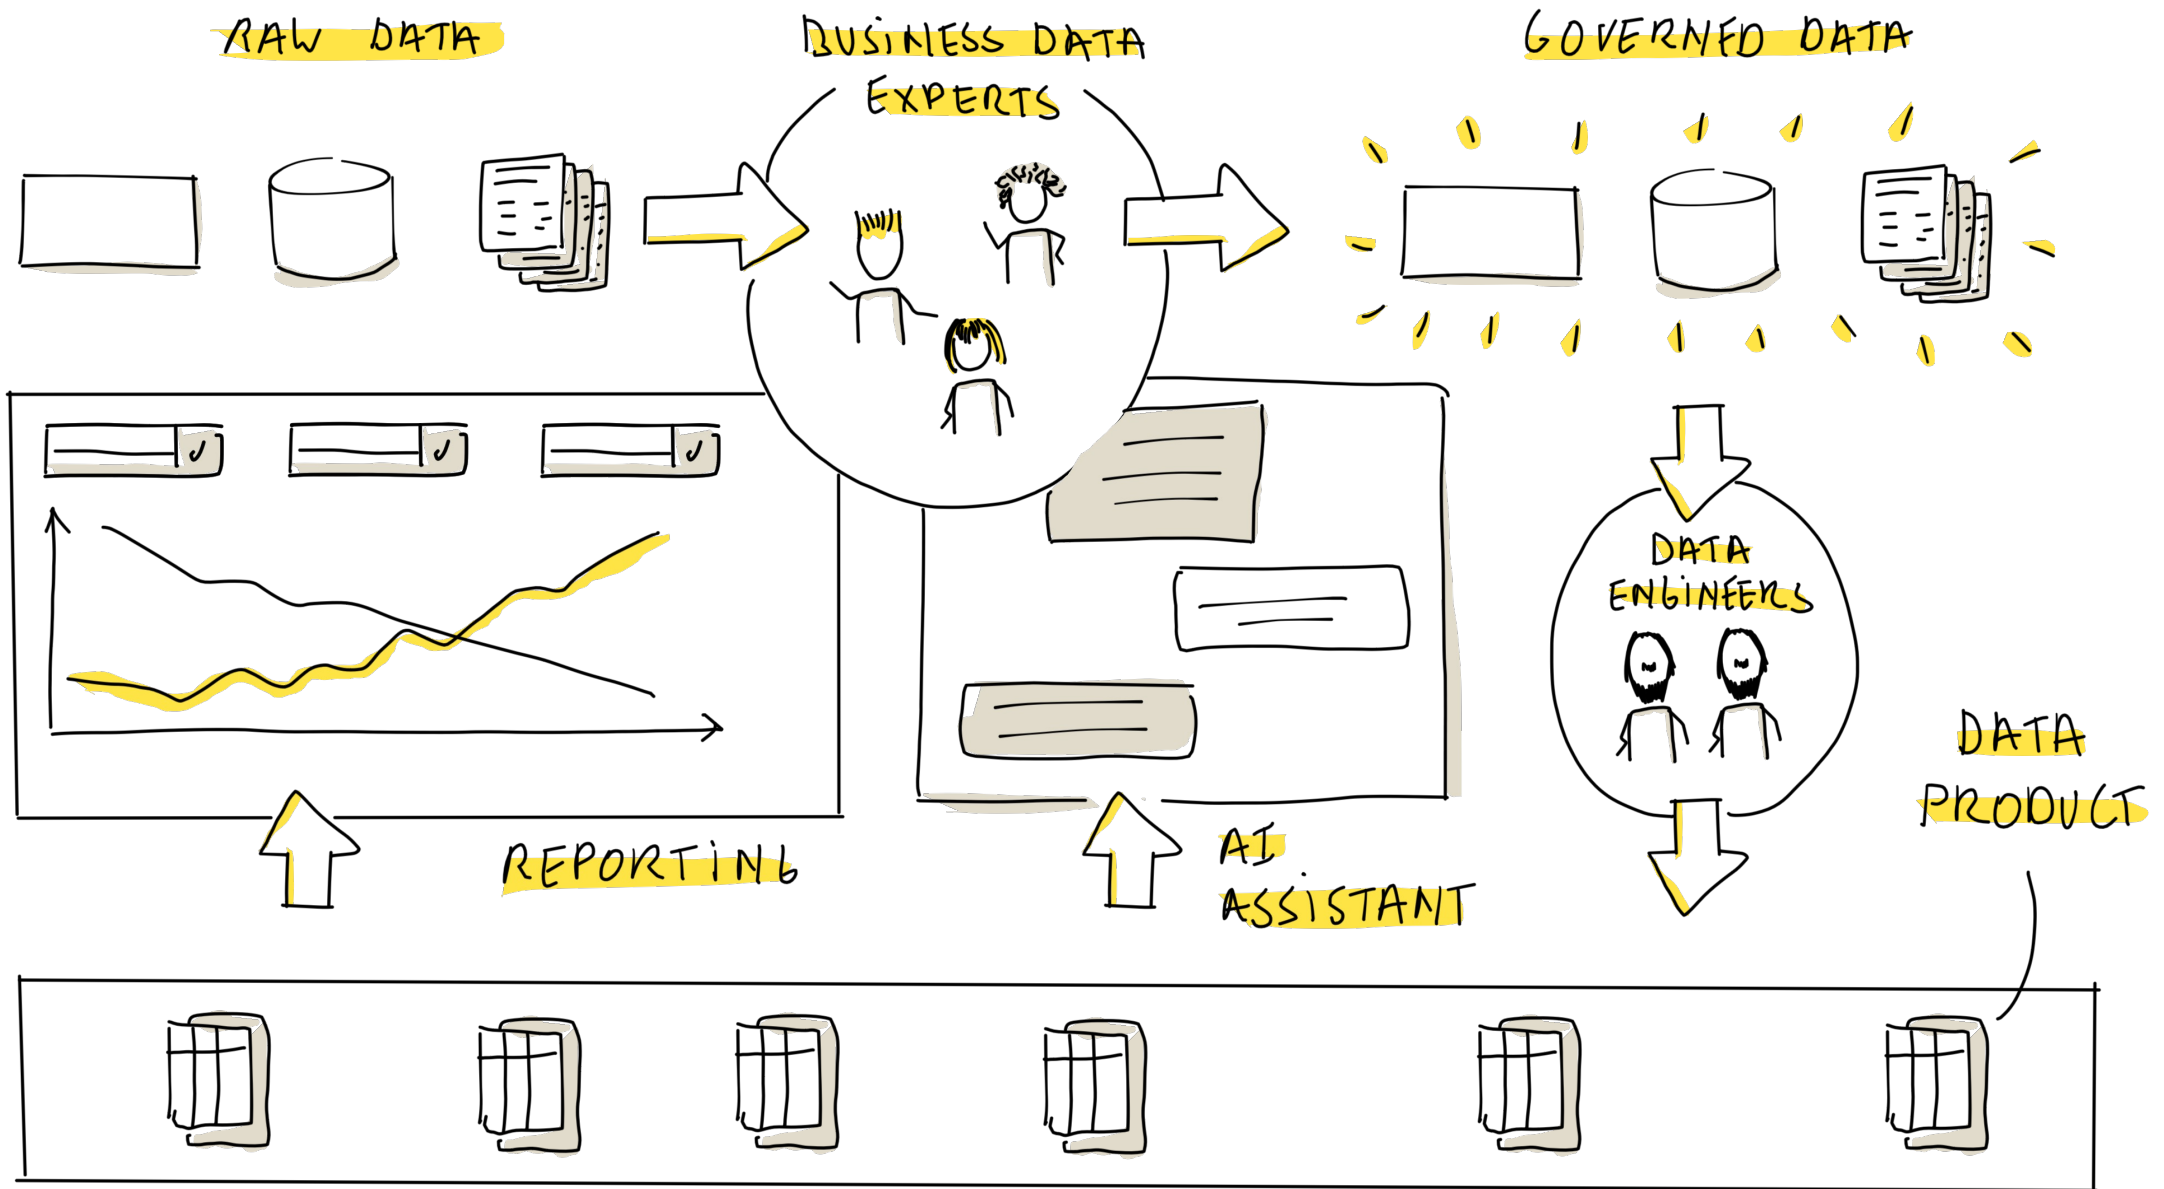 RAW DATA
BUSINESS DATA
EXPERTS
GOVERNED DATA
DATA
ENGINEERS
DATA
PRODUCT
REPORTING
AI
ASSISTANT